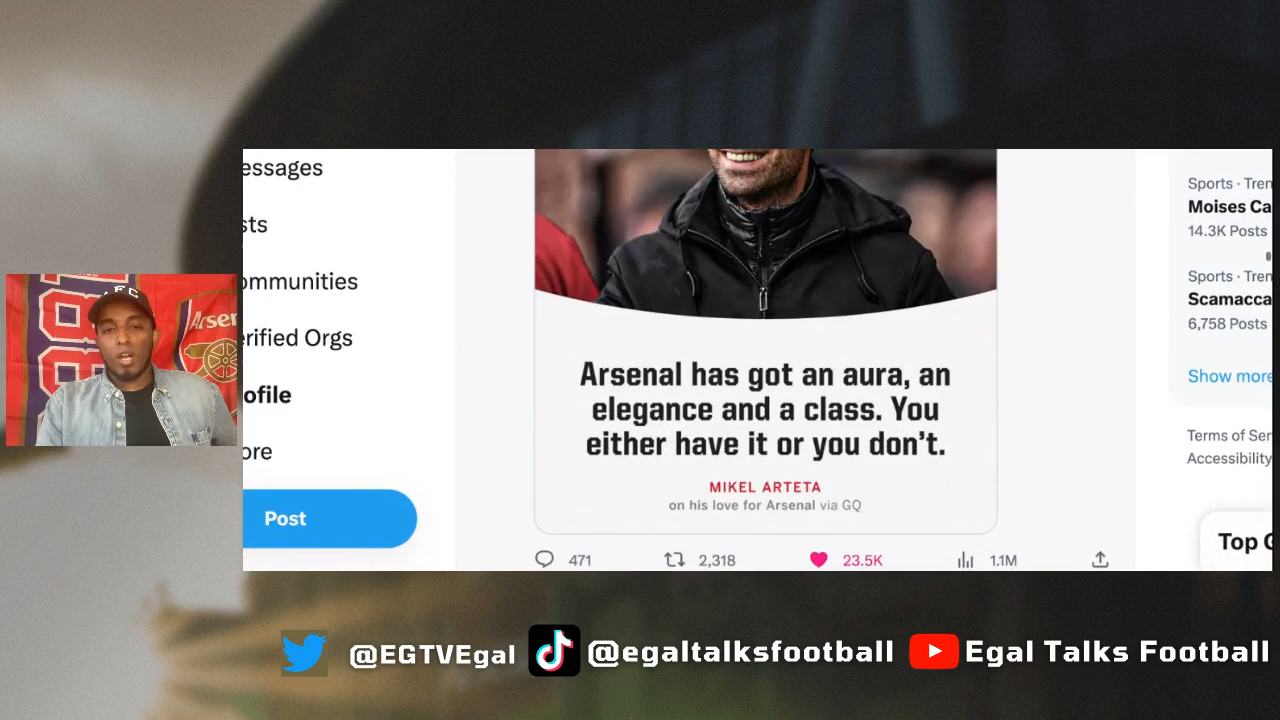 essages
sts
ommunities
erified Orgs
ofile
ore
Post
Arsenal has got an aura, an
elegance and a class. You
either have it or you don't.
MIKEL ARTETA
on his love for Arsenal via GQ
471
2,318
23.5K
1.1M
Sports · Tren
Moises Ca
14.3K Posts
Sports · Tren
Scamacca
6,758 Posts
Show more
Terms of Ser
Accessibility
Top G
Arsen
@EGTVEgal
@egaltalksfootball
Egal Talks Football